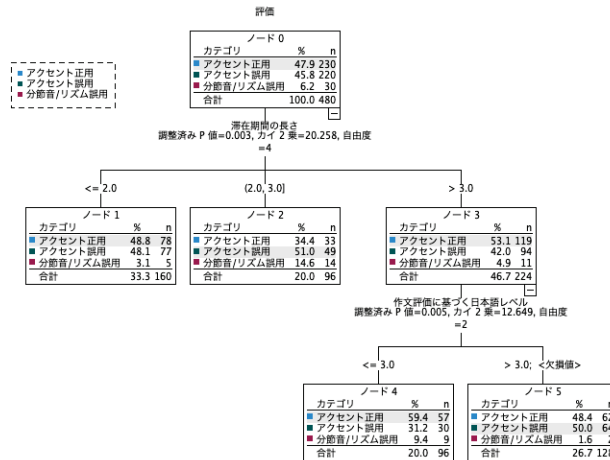 評価
アクセント正用
アクセント誤用
分節音/リズム誤用
ノード 0
カテゴリ % n
アクセント正用 47.9 230
アクセント誤用 45.8 220
分節音/リズム誤用 6.2 30
合計 100.0 480
滞在期間の長さ
調整済み P 値=0.003, カイ 2 乗=20.258, 自由度
=4
<= 2.0
(2.0, 3.0]
> 3.0
ノード 1
カテゴリ % n
アクセント正用 48.8 78
アクセント誤用 48.1 77
分節音/リズム誤用 3.1 5
合計 33.3 160
ノード 2
カテゴリ % n
アクセント正用 34.4 33
アクセント誤用 51.0 49
分節音/リズム誤用 14.6 14
合計 20.0 96
ノード 3
カテゴリ % n
アクセント正用 53.1 119
アクセント誤用 42.0 94
分節音/リズム誤用 4.9 11
合計 46.7 224
作文評価に基づく日本語レベル
調整済み P 値=0.005, カイ 2 乗=12.649, 自由度
=2
<= 3.0
> 3.0; <欠損値>
ノード 4
カテゴリ % n
アクセント正用 59.4 57
アクセント誤用 31.2 30
分節音/リズム誤用 9.4 9
合計 20.0 96
ノード 5
カテゴリ % n
アクセント正用 48.4
アクセント誤用 50.0
分節音/リズム誤用 1.6
合計 26.7